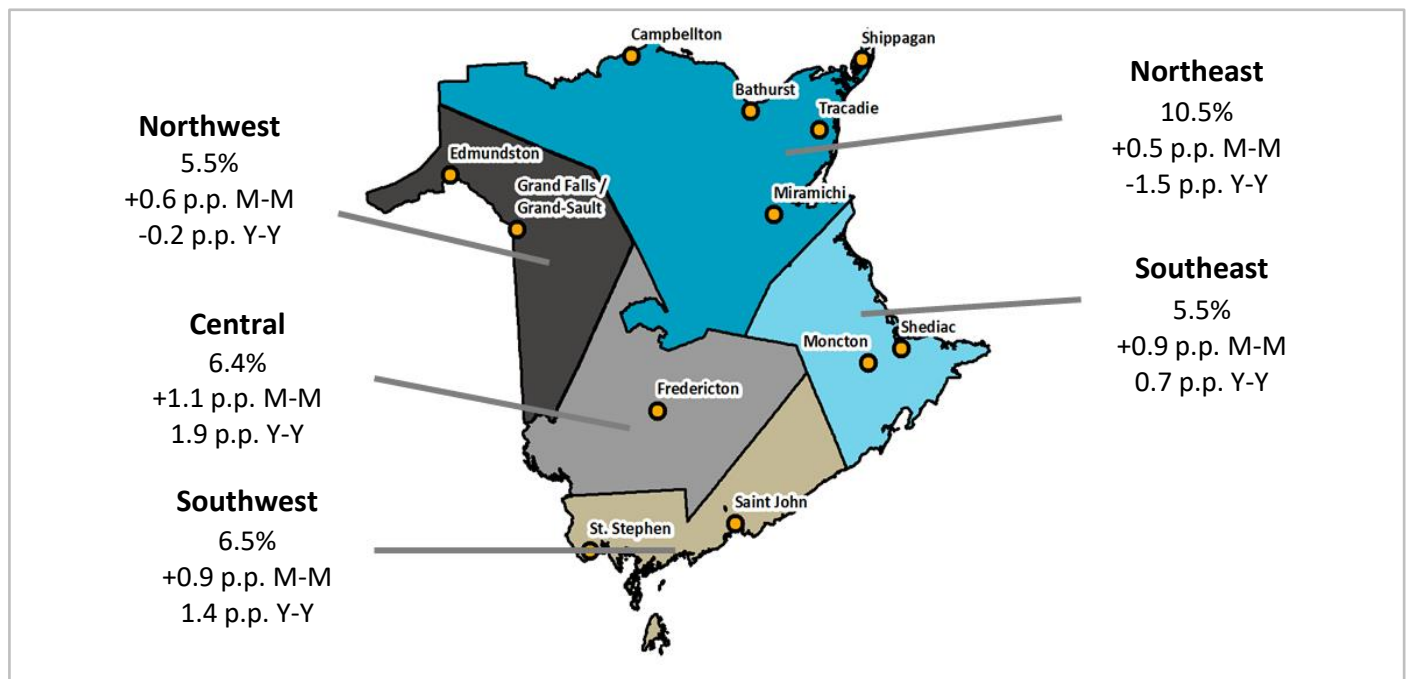 Campbellton
Shippagan
Bathurst
Tracadie
Miramichi
Edmundston
Grand Falls /
Grand-Sault
Shediac
Moncton
Fredericton
Saint John
St. Stephen
Northwest
5.5%
+0.6 p.p. M-M
-0.2 p.p. Y-Y
Central
6.4%
+1.1 p.p. M-M
1.9 p.p. Y-Y
Southwest
6.5%
+0.9 p.p. M-M
1.4 p.p. Y-Y
Northeast
10.5%
+0.5 p.p. M-M
-1.5 p.p. Y-Y
Southeast
5.5%
+0.9 p.p. M-M
0.7 p.p. Y-Y